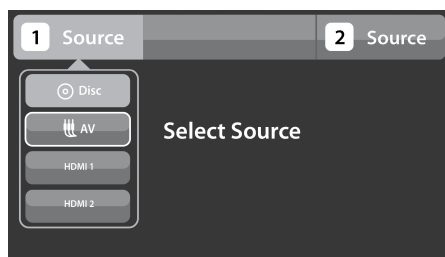 1 Source
2 Source
Disc
AV
Select Source
HDMI 1
HDMI 2